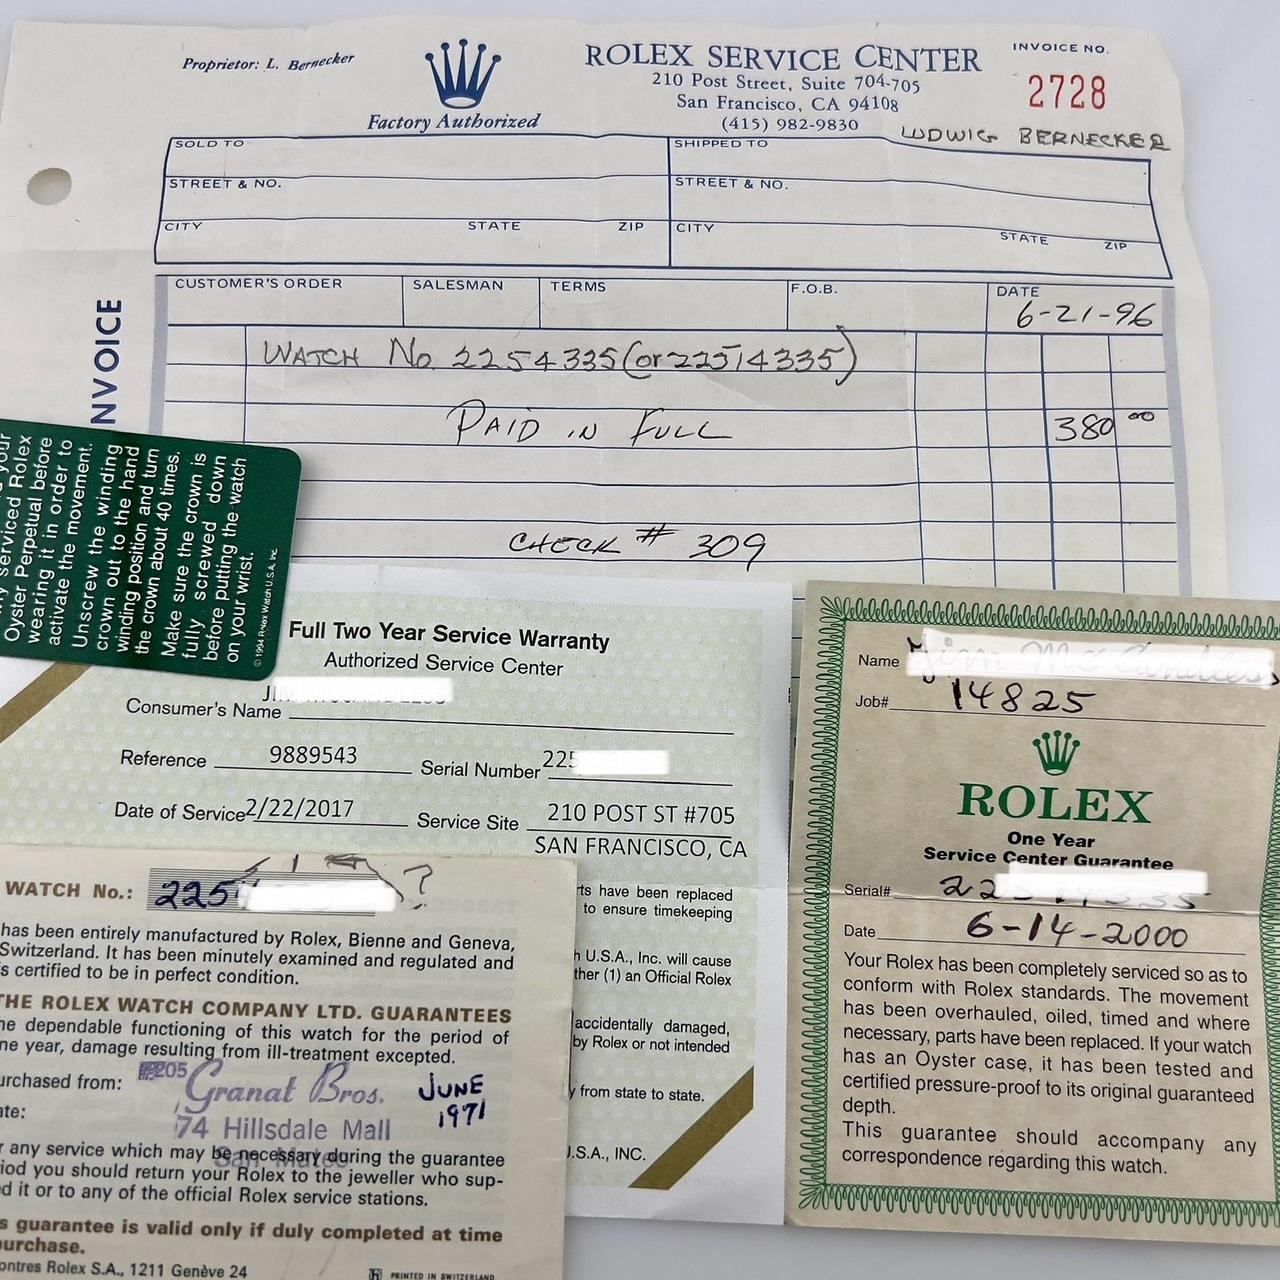 Proprietor: L. Bernecker
Factory Authorized
ROLEX SERVICE CENTER
210 Post Street, Suite 704-705
San Francisco, CA 94108
(415) 982-9830
INVOICE NO.
2728
LUDWIG BERNECKER
SOLD TO
SHIPPED TO
STREET & NO.
STREET & NO.
CITY STATE ZIP
CITY STATE ZIP
CUSTOMER'S ORDER
SALESMAN
TERMS
F.O.B.
DATE
6-21-96
NVOICE
WATCH No. 2254335 (or 22514335)
PAID IN FULL
380 00
CHECK # 309
your
serviced Rolex
Oyster Perpetual before
wearing it in order to
activate the movement.
Unscrew the winding
crown out to the hand
winding position and turn
the crown about 40 times.
Make sure the crown is
fully screwed down
before putting the watch
on your wrist.
© 1994 Rolex Watch U.S.A. Inc.
Full Two Year Service Warranty
Authorized Service Center
Consumer's Name JI
Reference 9889543
Serial Number 225
Date of Service 2/22/2017
Service Site 210 POST ST #705
SAN FRANCISCO, CA
ts have been replaced
to ensure timekeeping
U.S.A., Inc. will cause
ther (1) an Official Rolex
accidentally damaged,
by Rolex or not intended
y from state to state.
.S.A., INC.
Name
Job# 14825
ROLEX
One Year
Service Center Guarantee
Serial#
Date 6-14-2000
Your Rolex has been completely serviced so as to
conform with Rolex standards. The movement
has been overhauled, oiled, timed and where
necessary, parts have been replaced. If your watch
has an Oyster case, it has been tested and
certified pressure-proof to its original guaranteed
depth.
This guarantee should accompany any
correspondence regarding this watch.
WATCH No.: 2254 ?
has been entirely manufactured by Rolex, Bienne and Geneva,
Switzerland. It has been minutely examined and regulated and
s certified to be in perfect condition.
THE ROLEX WATCH COMPANY LTD. GUARANTEES
he dependable functioning of this watch for the period of
ne year, damage resulting from ill-treatment excepted.
urchased from: Granat Bros. JUNE
1971
ate: 74 Hillsdale Mall
San Mateo
r any service which may be necessary during the guarantee
iod you should return your Rolex to the jeweller who sup-
d it or to any of the official Rolex service stations.
s guarantee is valid only if duly completed at time
purchase.
ontres Rolex S.A., 1211 Genève 24
PRINTED IN SWITZERLAND